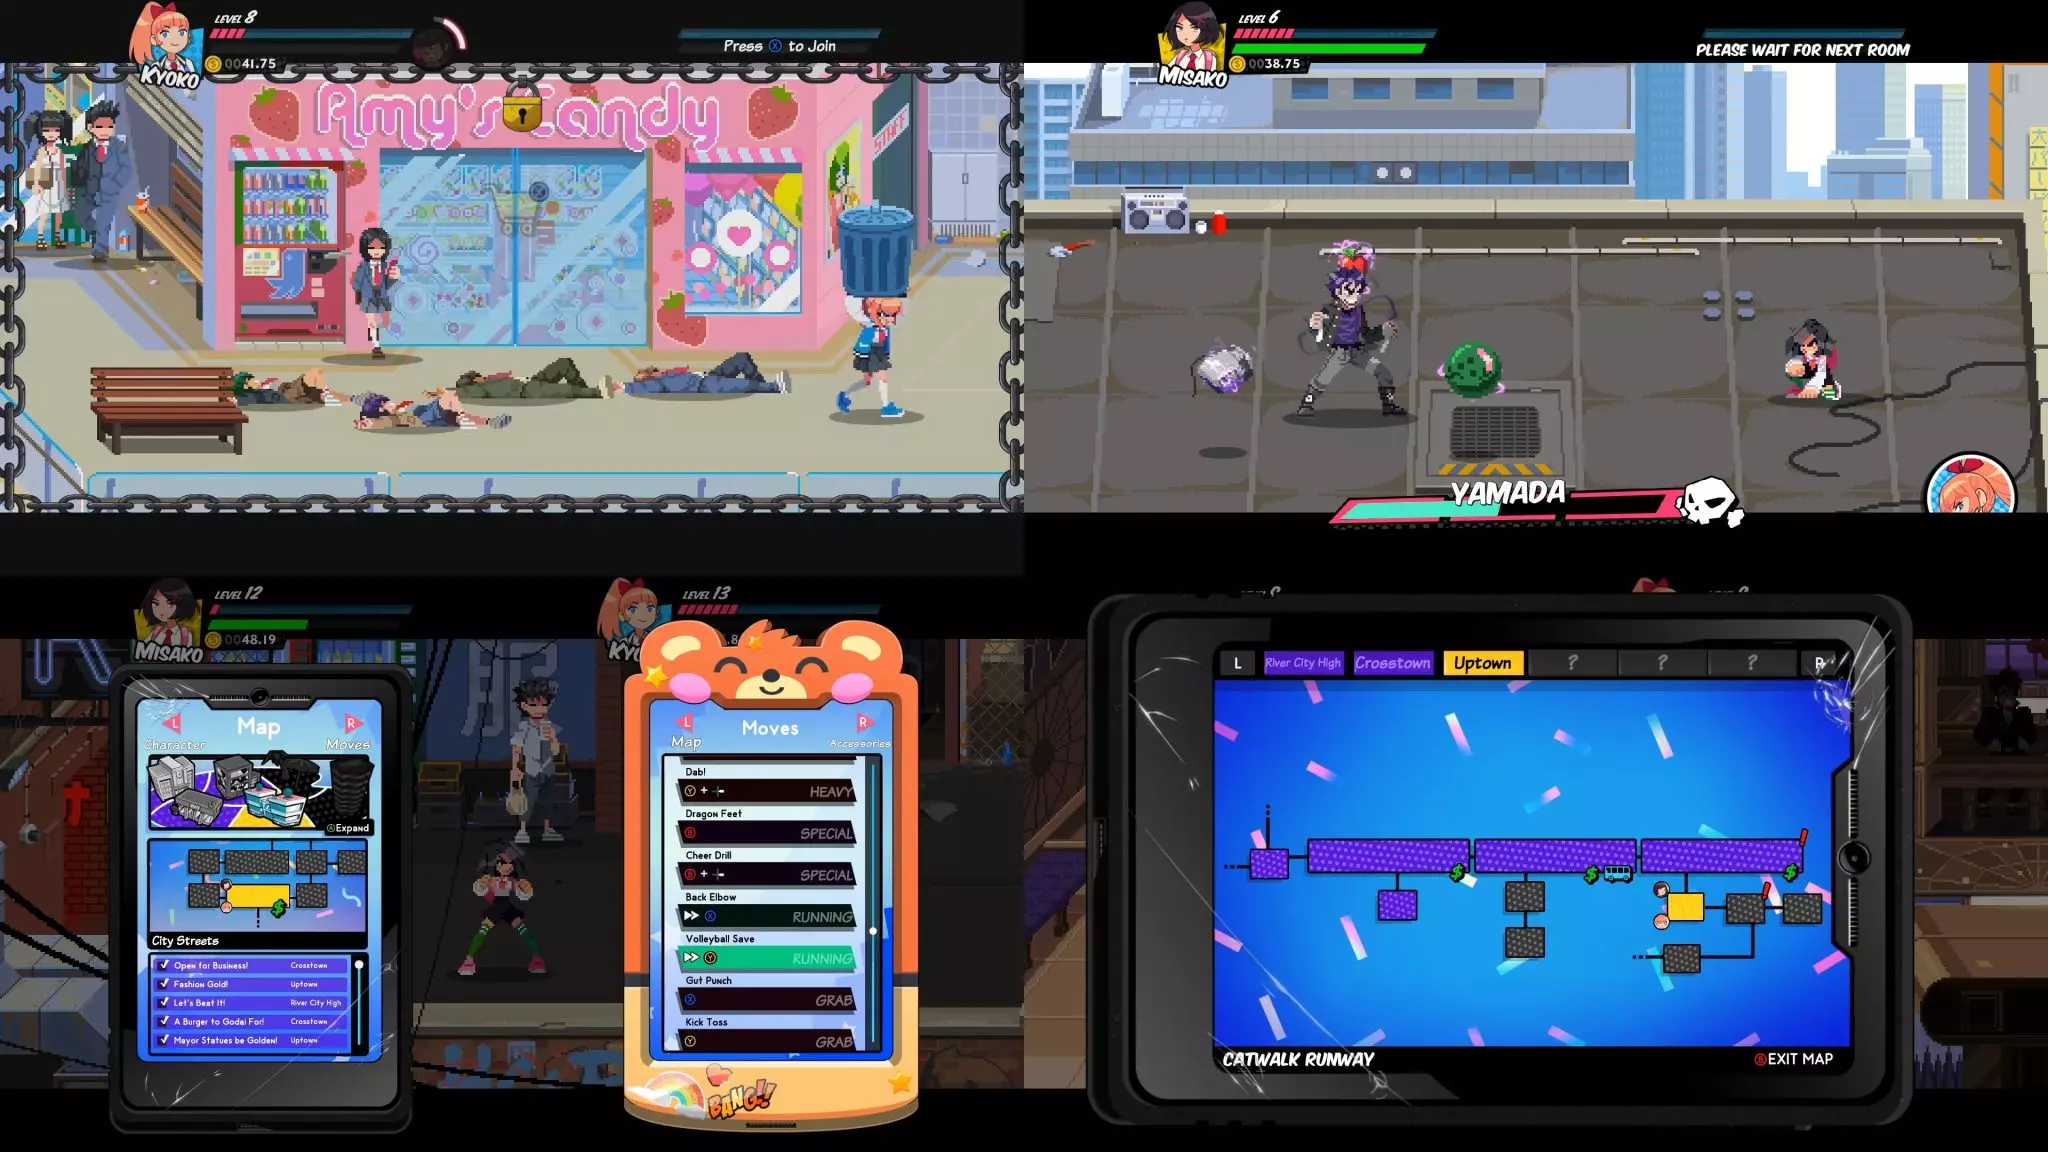 LEVEL 8
0041.75
KYOKO
Press X to Join
Amy's Candy
STAFF
LEVEL 6
0038.75
MISAKO
PLEASE WAIT FOR NEXT ROOM
YAMADA
LEVEL 12
0048.19
MISAKO
L
R
Map
Character
Moves
A Expand
City Streets
Open for Business! Crosstown
Fashion Gold! Uptown
Let's Beat It! River City High
A Burger to Godai For! Crosstown
Mayor Statues be Golden! Uptown
LEVEL 13
KYO
L
R
Moves
Map
Accessories
Dab!
Y + HEAVY
Dragon Feet
B SPECIAL
Cheer Drill
B + SPECIAL
Back Elbow
X RUNNING
Volleyball Save
Y RUNNING
Gut Punch
X GRAB
Kick Toss
Y GRAB
BANG!!
L River City High Crosstown Uptown ? ? ? R
CATWALK RUNWAY
B EXIT MAP